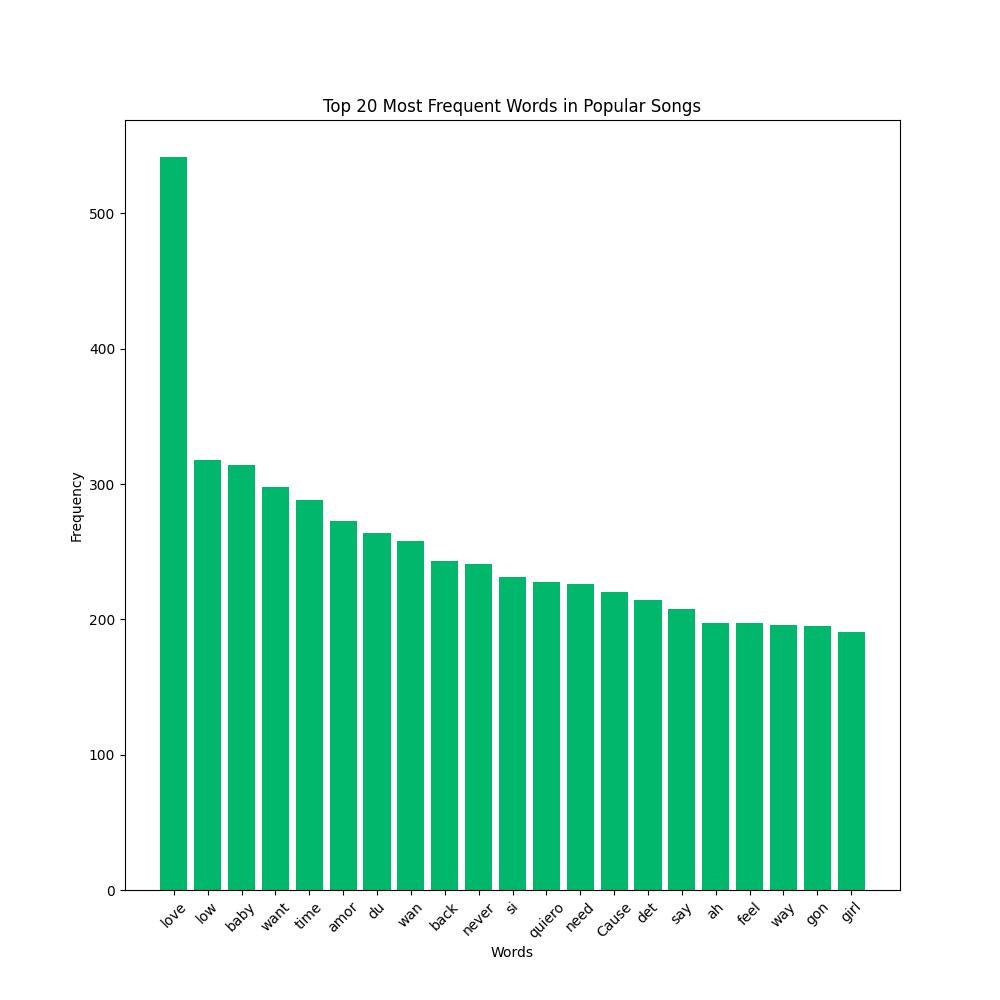 Top 20 Most Frequent Words in Popular Songs
Frequency
500
400
300
200
100
0
love low baby want time amor du wan back never si quiero need Cause det say ah feel way gon girl
Words